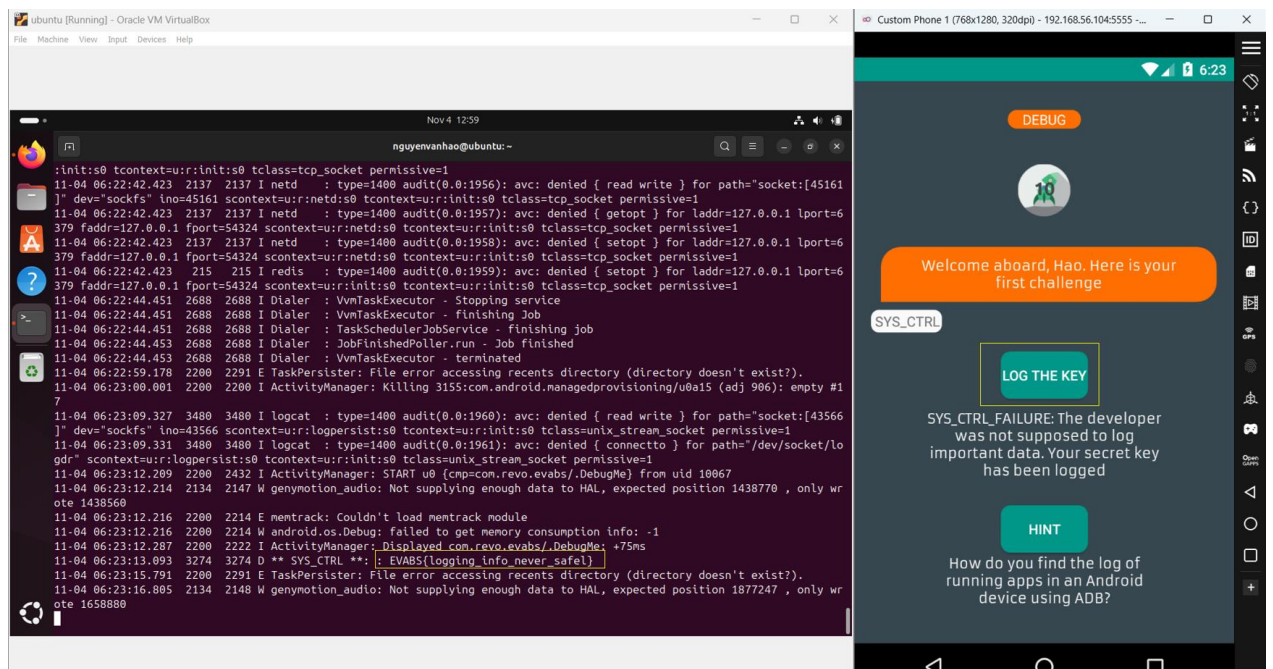 ubuntu [Running] - Oracle VM VirtualBox
File Machine View Input Devices Help
Nov 4 12:59
nguyenvanhao@ubuntu: ~
:init:s0 tcontext=u:r:init:s0 tclass=tcp_socket permissive=1
11-04 06:22:42.423 2137 2137 I netd : type=1400 audit(0.0:1956): avc: denied { read write } for path="socket:[45161
]" dev="sockfs" ino=45161 scontext=u:r:netd:s0 tcontext=u:r:init:s0 tclass=tcp_socket permissive=1
11-04 06:22:42.423 2137 2137 I netd : type=1400 audit(0.0:1957): avc: denied { getopt } for laddr=127.0.0.1 lport=6
379 faddr=127.0.0.1 fport=54324 scontext=u:r:netd:s0 tcontext=u:r:init:s0 tclass=tcp_socket permissive=1
11-04 06:22:42.423 2137 2137 I netd : type=1400 audit(0.0:1958): avc: denied { setopt } for laddr=127.0.0.1 lport=6
379 faddr=127.0.0.1 fport=54324 scontext=u:r:netd:s0 tcontext=u:r:init:s0 tclass=tcp_socket permissive=1
11-04 06:22:42.423 215 215 I redis : type=1400 audit(0.0:1959): avc: denied { setopt } for laddr=127.0.0.1 lport=6
379 faddr=127.0.0.1 fport=54324 scontext=u:r:netd:s0 tcontext=u:r:init:s0 tclass=tcp_socket permissive=1
11-04 06:22:44.451 2688 2688 I Dialer : VvmTaskExecutor - Stopping service
11-04 06:22:44.451 2688 2688 I Dialer : VvmTaskExecutor - finishing Job
11-04 06:22:44.451 2688 2688 I Dialer : TaskSchedulerJobService - finishing job
11-04 06:22:44.453 2688 2688 I Dialer : JobFinishedPoller.run - Job finished
11-04 06:22:44.453 2688 2688 I Dialer : VvmTaskExecutor - terminated
11-04 06:22:59.178 2200 2291 E TaskPersister: File error accessing recents directory (directory doesn't exist?).
11-04 06:23:00.001 2200 2200 I ActivityManager: Killing 3155:com.android.managedprovisioning/u0a15 (adj 906): empty #1
7
11-04 06:23:09.327 3480 3480 I logcat : type=1400 audit(0.0:1960): avc: denied { read write } for path="socket:[43566
]" dev="sockfs" ino=43566 scontext=u:r:logpersist:s0 tcontext=u:r:init:s0 tclass=unix_stream_socket permissive=1
11-04 06:23:09.331 3480 3480 I logcat : type=1400 audit(0.0:1961): avc: denied { connectto } for path="/dev/socket/lo
gdr" scontext=u:r:logpersist:s0 tcontext=u:r:init:s0 tclass=unix_stream_socket permissive=1
11-04 06:23:12.209 2200 2432 I ActivityManager: START u0 {cmp=com.revo.evabs/.DebugMe} from uid 10067
11-04 06:23:12.214 2134 2147 W genymotion_audio: Not supplying enough data to HAL, expected position 1438770 , only wr
ote 1438560
11-04 06:23:12.216 2200 2214 E memtrack: Couldn't load memtrack module
11-04 06:23:12.216 2200 2214 W android.os.Debug: failed to get memory consumption info: -1
11-04 06:23:12.287 2200 2222 I ActivityManager: Displayed com.revo.evabs/.DebugMe: +75ms
11-04 06:23:13.093 3274 3274 D ** SYS_CTRL **: : EVABS{logging_info_never_safel}
11-04 06:23:15.791 2200 2291 E TaskPersister: File error accessing recents directory (directory doesn't exist?).
11-04 06:23:16.805 2134 2148 W genymotion_audio: Not supplying enough data to HAL, expected position 1877247 , only wr
ote 1658880
Custom Phone 1 (768x1280, 320dpi) - 192.168.56.104:5555 -...
6:23
DEBUG
10
Welcome aboard, Hao. Here is your
first challenge
SYS_CTRL
LOG THE KEY
SYS_CTRL_FAILURE: The developer
was not supposed to log
important data. Your secret key
has been logged
HINT
How do you find the log of
running apps in an Android
device using ADB?
1:1
ID
GPS
Open
GAPPS